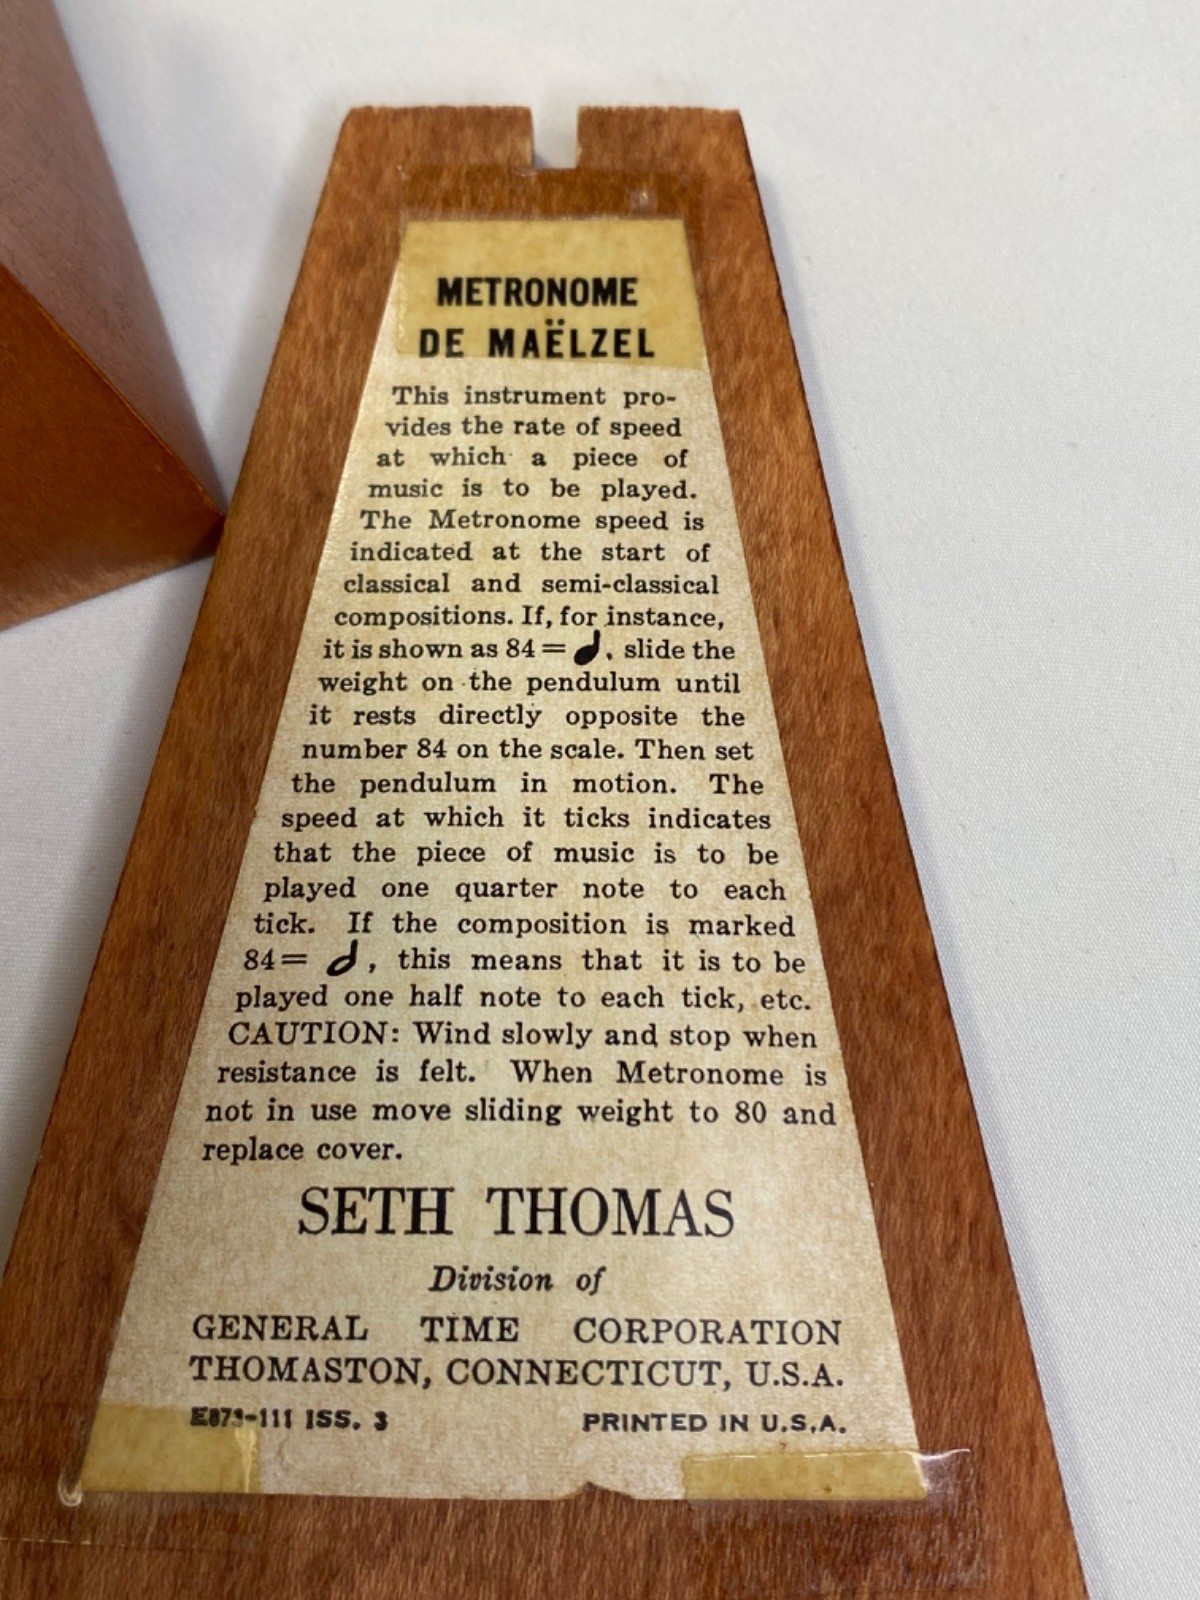 METRONOME
DE MAËLZEL
This instrument pro-
vides the rate of speed
at which a piece of
music is to be played.
The Metronome speed is
indicated at the start of
classical and semi-classical
compositions. If, for instance,
it is shown as 84 = ♩, slide the
weight on the pendulum until
it rests directly opposite the
number 84 on the scale. Then set
the pendulum in motion. The
speed at which it ticks indicates
that the piece of music is to be
played one quarter note to each
tick. If the composition is marked
84 = 𝅗𝅥, this means that it is to be
played one half note to each tick, etc.
CAUTION: Wind slowly and stop when
resistance is felt. When Metronome is
not in use move sliding weight to 80 and
replace cover.
SETH THOMAS
Division of
GENERAL TIME CORPORATION
THOMASTON, CONNECTICUT, U.S.A.
ISS. 3 PRINTED IN U.S.A.